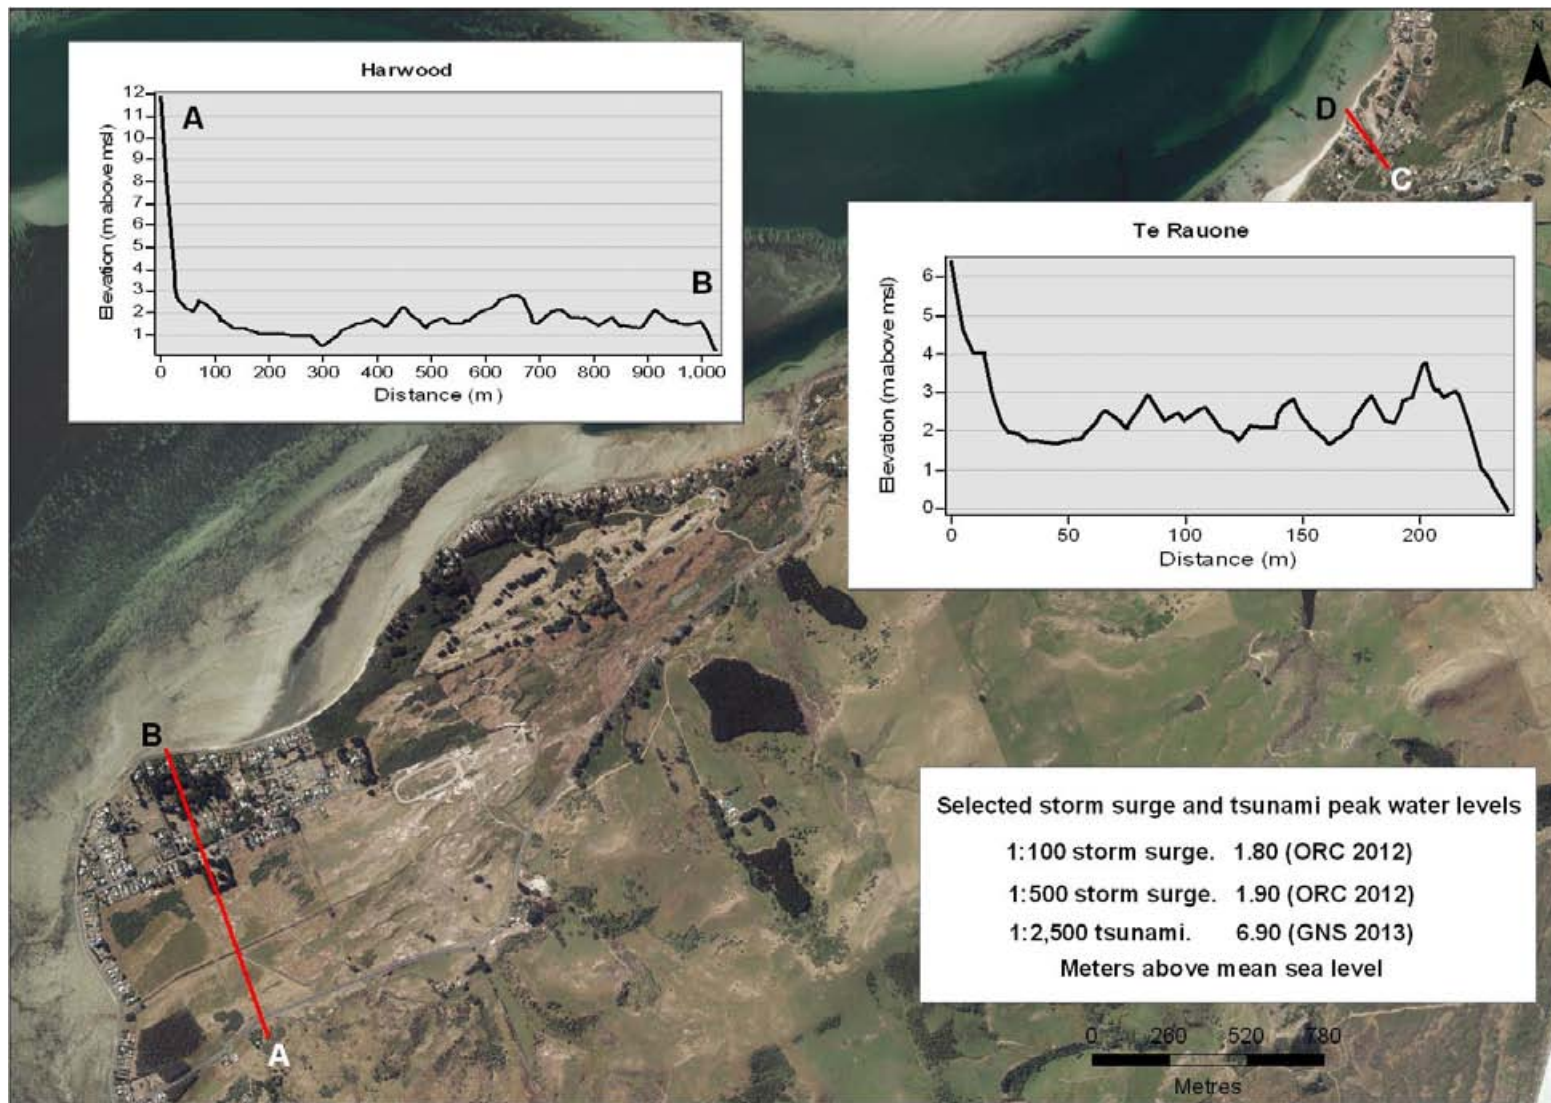 N
Harwood
Elevation (m above msl)
12
11
10
9
8
7
6
5
4
3
2
1
A
B
0 100 200 300 400 500 600 700 800 900 1,000
Distance (m)
D
C
Te Rauone
Elevation (m above msl)
6
5
4
3
2
1
0
0 50 100 150 200
Distance (m)
B
A
Selected storm surge and tsunami peak water levels
1:100 storm surge. 1.80 (ORC 2012)
1:500 storm surge. 1.90 (ORC 2012)
1:2,500 tsunami. 6.90 (GNS 2013)
Meters above mean sea level
0 260 520 780
Metres